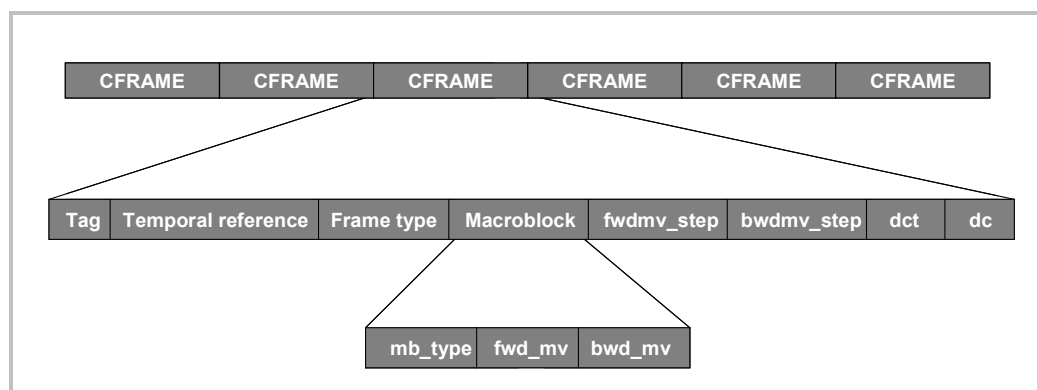 CFRAME CFRAME CFRAME CFRAME CFRAME CFRAME
Tag Temporal reference Frame type Macroblock fwdmv_step bwdmv_step dct dc
mb_type fwd_mv bwd_mv